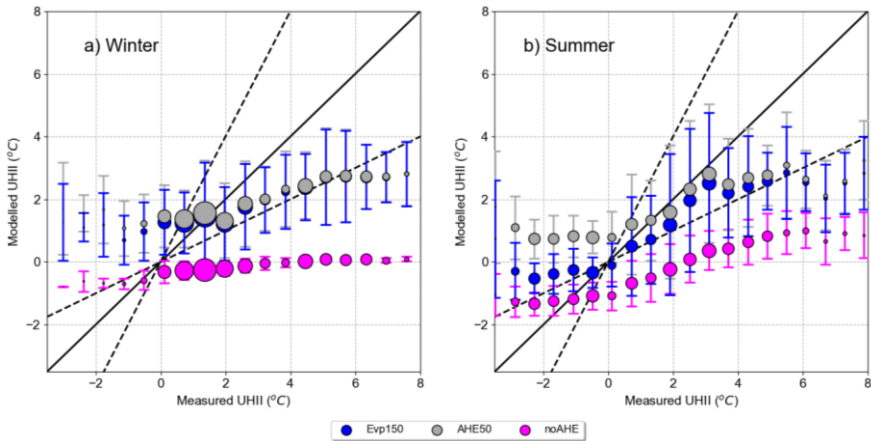 a) Winter
8
6
4
2
0
−2
Modelled UHII (°C)
−2 0 2 4 6 8
Measured UHII (°C)
b) Summer
8
6
4
2
0
−2
Modelled UHII (°C)
−2 0 2 4 6 8
Measured UHII (°C)
Evp150 AHE50 noAHE